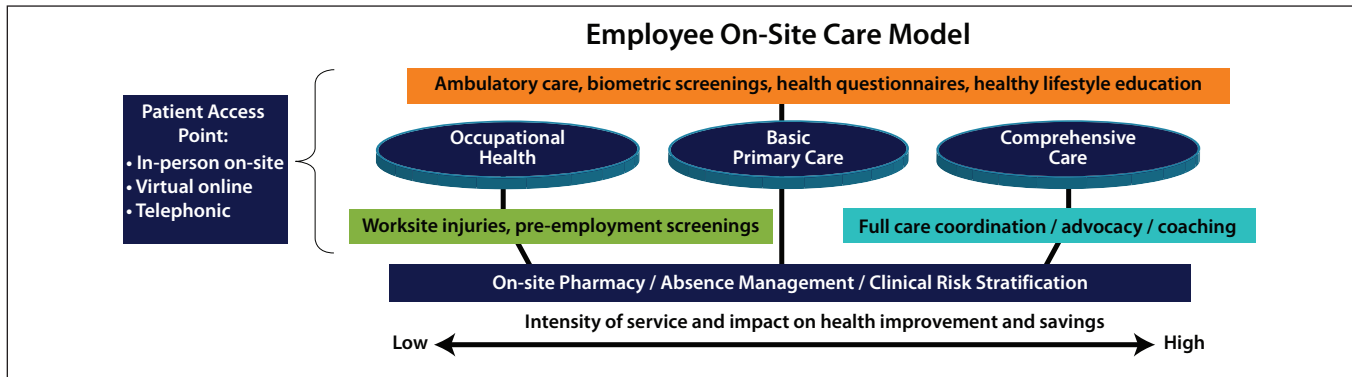 Employee On-Site Care Model
Patient Access
Point:
• In-person on-site
• Virtual online
• Telephonic
Ambulatory care, biometric screenings, health questionnaires, healthy lifestyle education
Occupational
Health
Basic
Primary Care
Comprehensive
Care
Worksite injuries, pre-employment screenings
Full care coordination / advocacy / coaching
On-site Pharmacy / Absence Management / Clinical Risk Stratification
Intensity of service and impact on health improvement and savings
Low
High